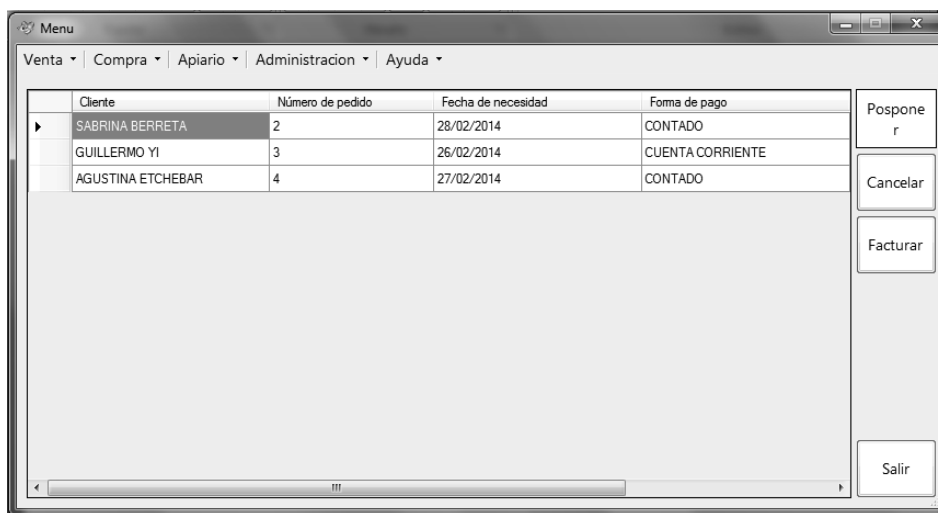 Menu
Venta Compra Apiario Administracion Ayuda
Cliente Número de pedido Fecha de necesidad Forma de pago
SABRINA BERRETA 2 28/02/2014 CONTADO
GUILLERMO YI 3 26/02/2014 CUENTA CORRIENTE
AGUSTINA ETCHEBAR 4 27/02/2014 CONTADO
Pospone
r
Cancelar
Facturar
Salir